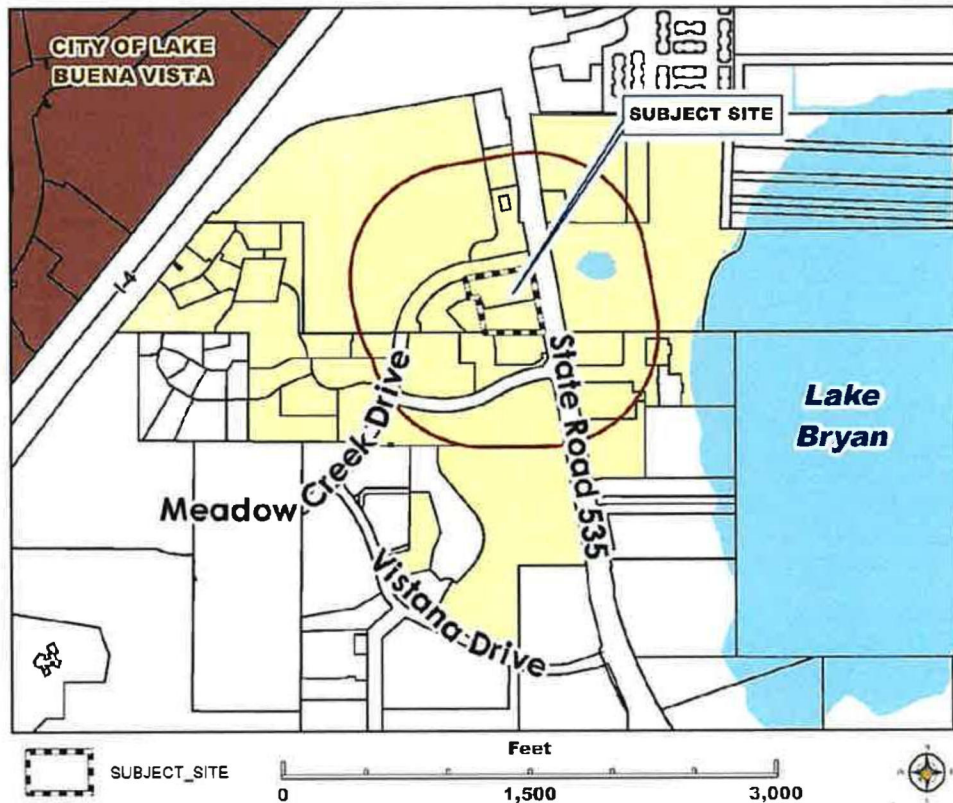 CITY OF LAKE
BUENA VISTA
SUBJECT SITE
I-4
State Road 535
Lake
Bryan
Meadow Creek Drive
Vistana Drive
SUBJECT_SITE
Feet
0
1,500
3,000